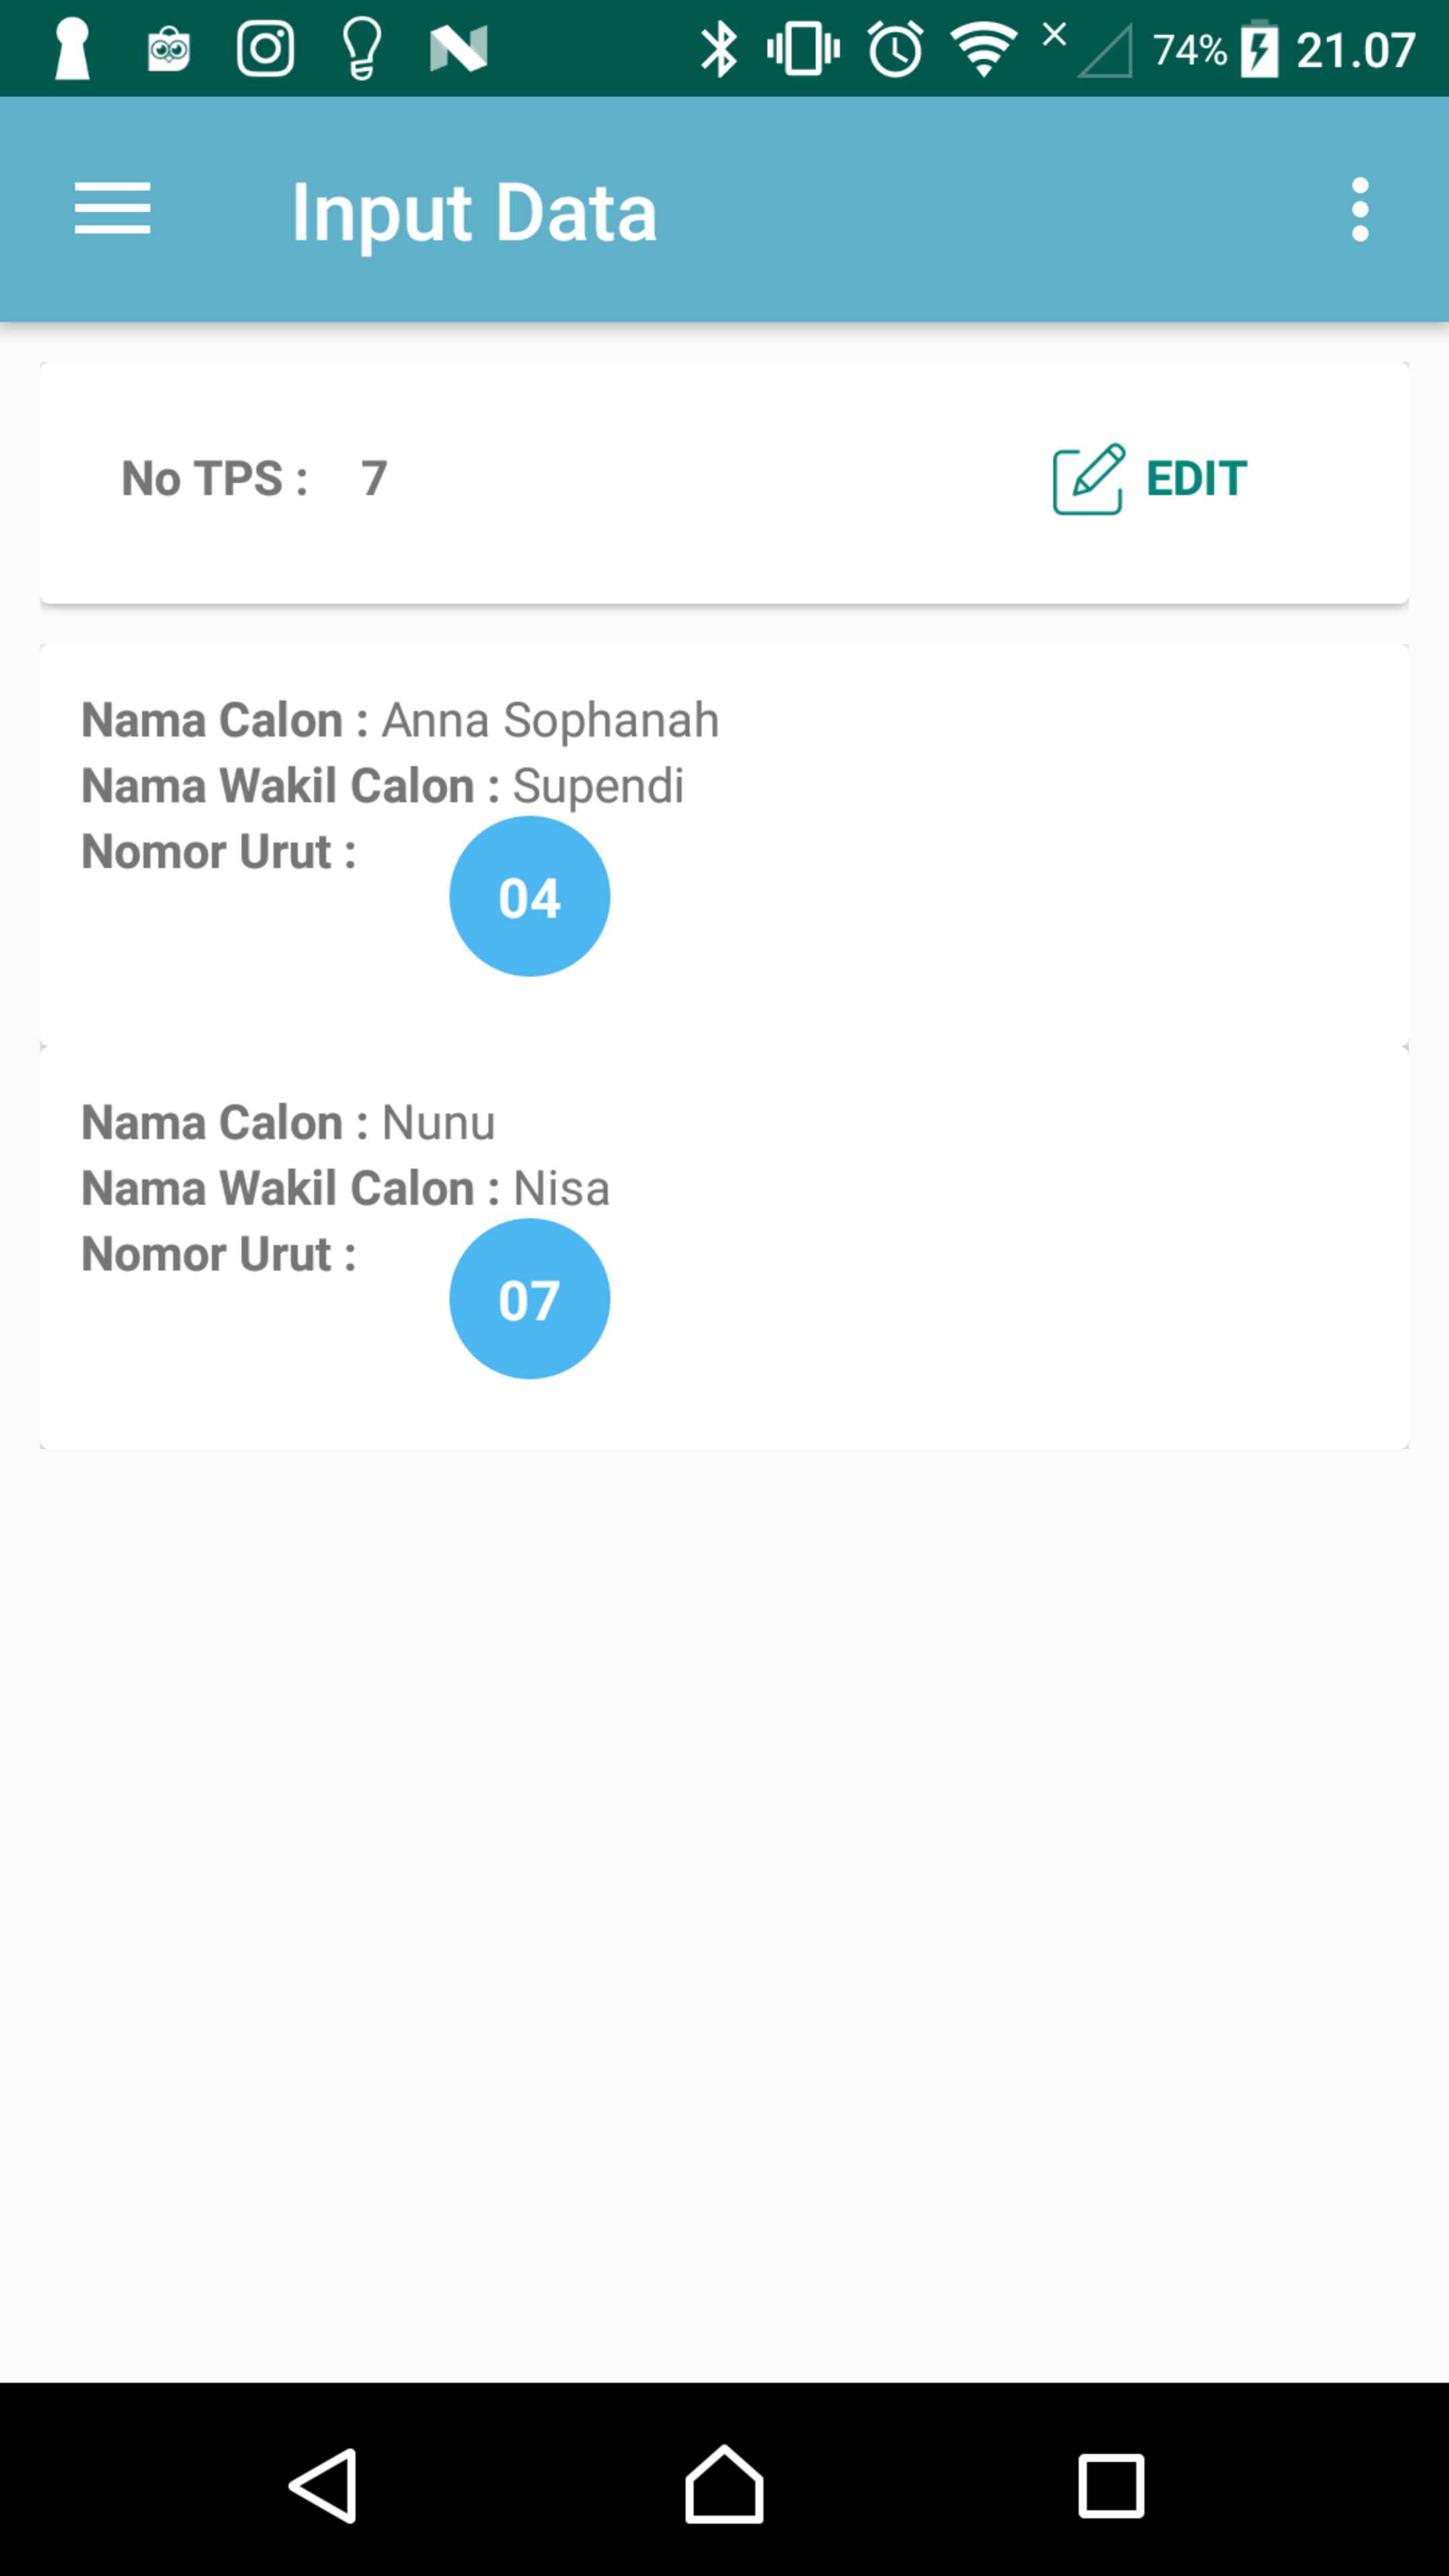 74% 21.07
Input Data
No TPS : 7 EDIT
Nama Calon : Anna Sophanah
Nama Wakil Calon : Supendi
Nomor Urut :
04
Nama Calon : Nunu
Nama Wakil Calon : Nisa
Nomor Urut :
07